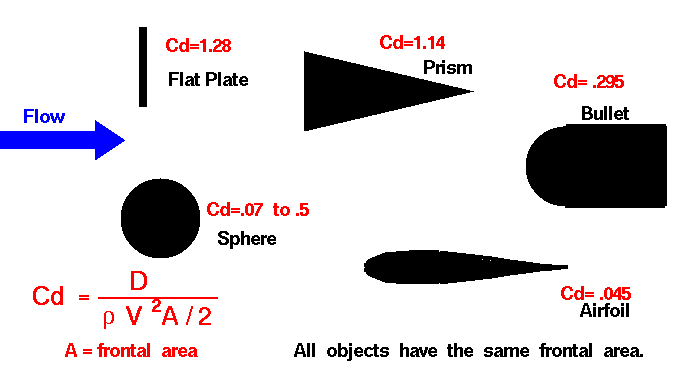 Cd=1.28
Flat Plate
Cd=1.14
Prism
Cd= .295
Bullet
Flow
Cd=.07 to .5
Sphere
Cd = D / ρ V ²A / 2
Cd= .045
Airfoil
A = frontal area
All objects have the same frontal area.